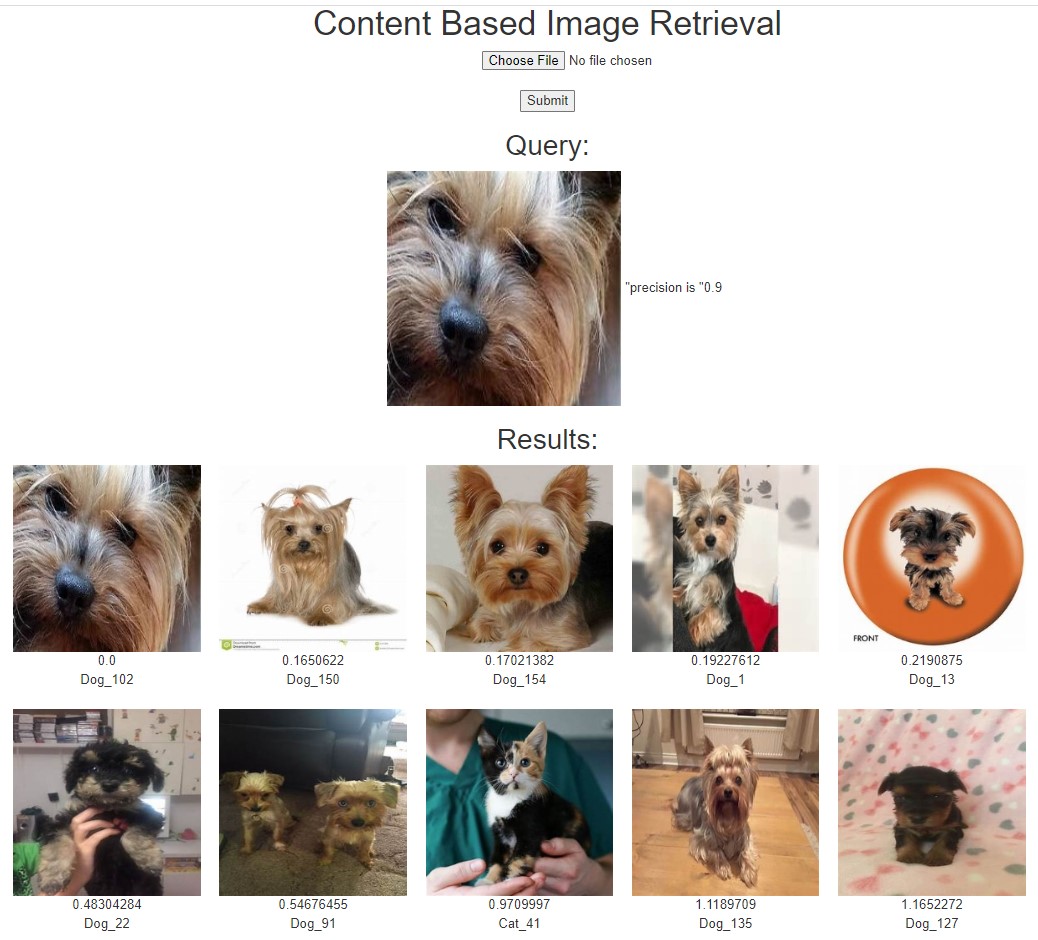 Content Based Image Retrieval
Choose File No file chosen
Submit
Query:
"precision is "0.9
Results:
FRONT
0.0 0.1650622 0.17021382 0.19227612 0.2190875
Dog_102 Dog_150 Dog_154 Dog_1 Dog_13
0.48304284 0.54676455 0.9709997 1.1189709 1.1652272
Dog_22 Dog_91 Cat_41 Dog_135 Dog_127